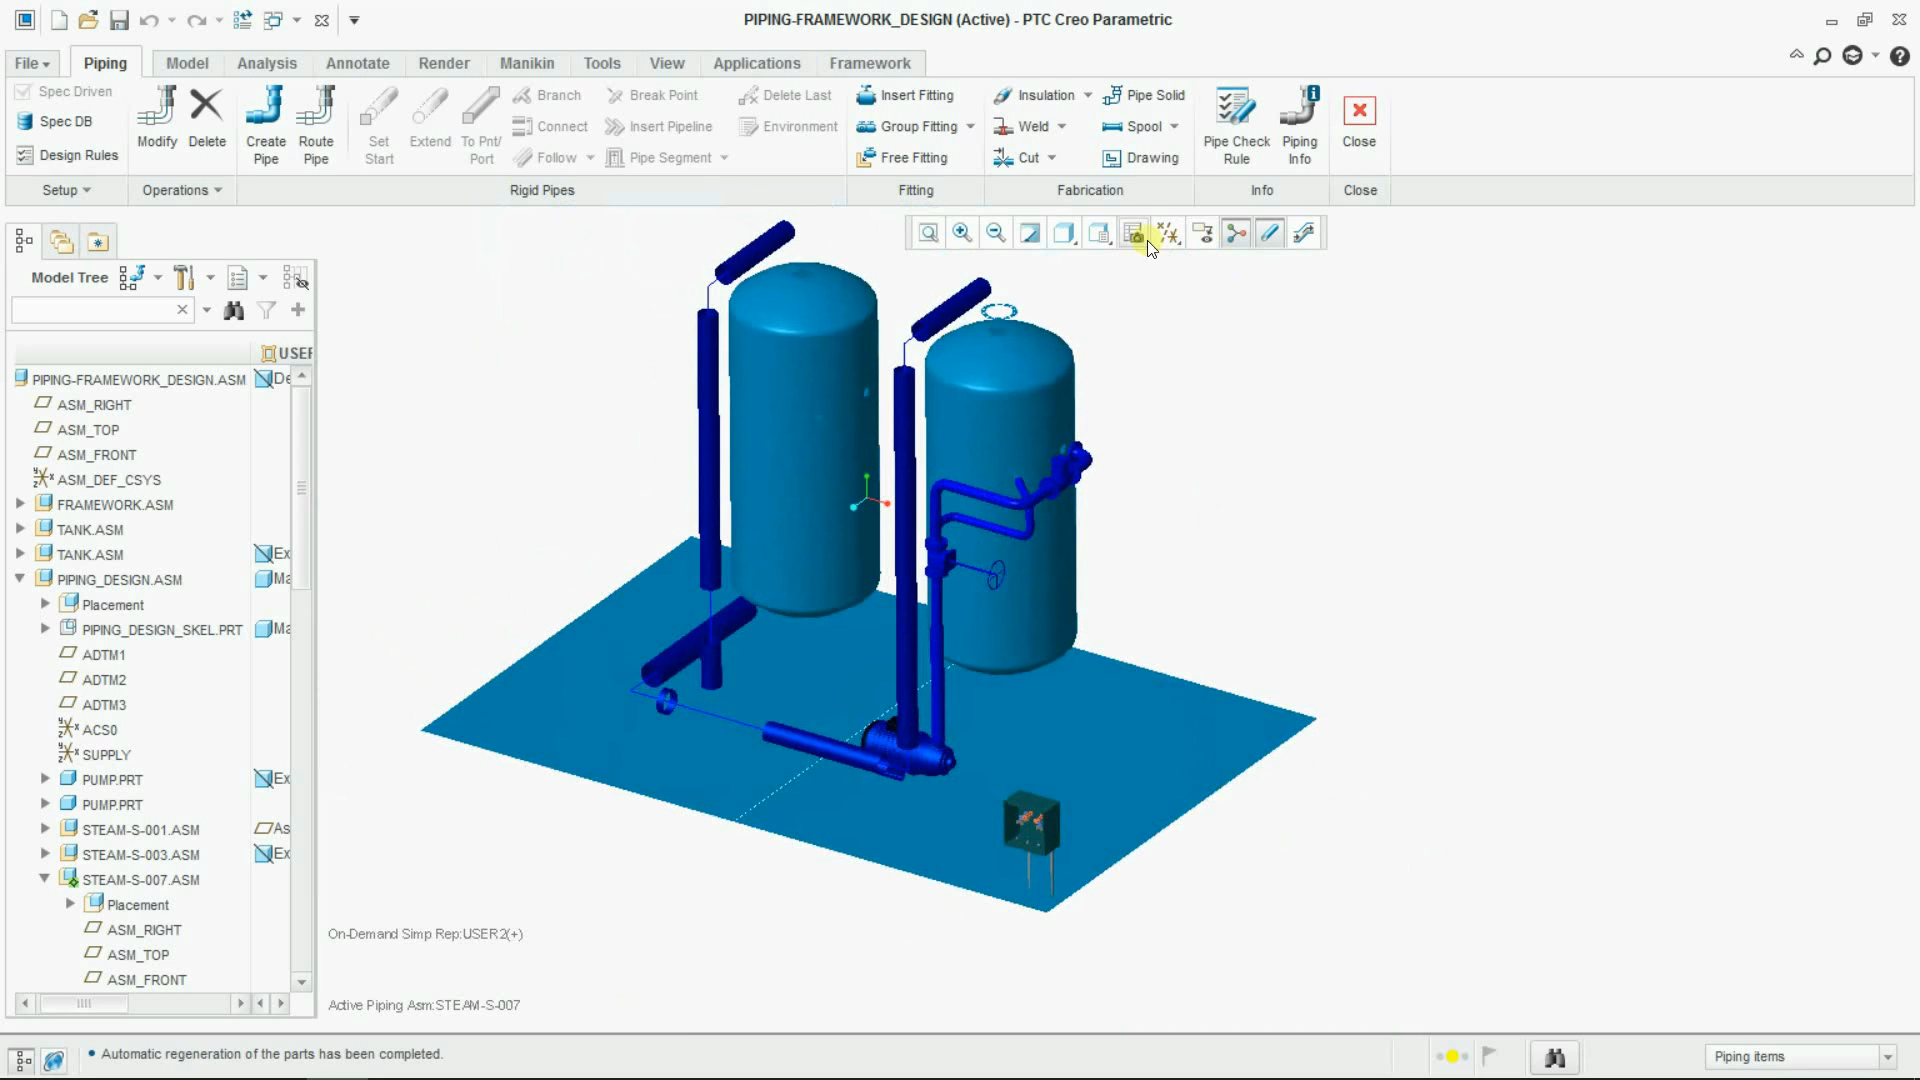 PIPING-FRAMEWORK_DESIGN (Active) - PTC Creo Parametric
File Piping Model Analysis Annotate Render Manikin Tools View Applications Framework
Spec Driven
Spec DB
Design Rules
Modify Delete
Create Pipe
Route Pipe
Set Start
Extend
To Pnt/ Port
Branch
Connect
Follow
Break Point
Insert Pipeline
Pipe Segment
Delete Last
Environment
Insert Fitting
Group Fitting
Free Fitting
Insulation
Weld
Cut
Pipe Solid
Spool
Drawing
Pipe Check Rule
Piping Info
Close
Setup Operations Rigid Pipes Fitting Fabrication Info Close
Model Tree
USEF
PIPING-FRAMEWORK_DESIGN.ASM De
ASM_RIGHT
ASM_TOP
ASM_FRONT
ASM_DEF_CSYS
FRAMEWORK.ASM
TANK.ASM
TANK.ASM Ex
PIPING_DESIGN.ASM Ma
Placement
PIPING_DESIGN_SKEL.PRT Ma
ADTM1
ADTM2
ADTM3
ACS0
SUPPLY
PUMP.PRT Ex
PUMP.PRT
STEAM-S-001.ASM As
STEAM-S-003.ASM Ex
STEAM-S-007.ASM
Placement
ASM_RIGHT
ASM_TOP
ASM_FRONT
On-Demand Simp Rep:USER2(+)
Active Piping Asm:STEAM-S-007
Automatic regeneration of the parts has been completed.
Piping items